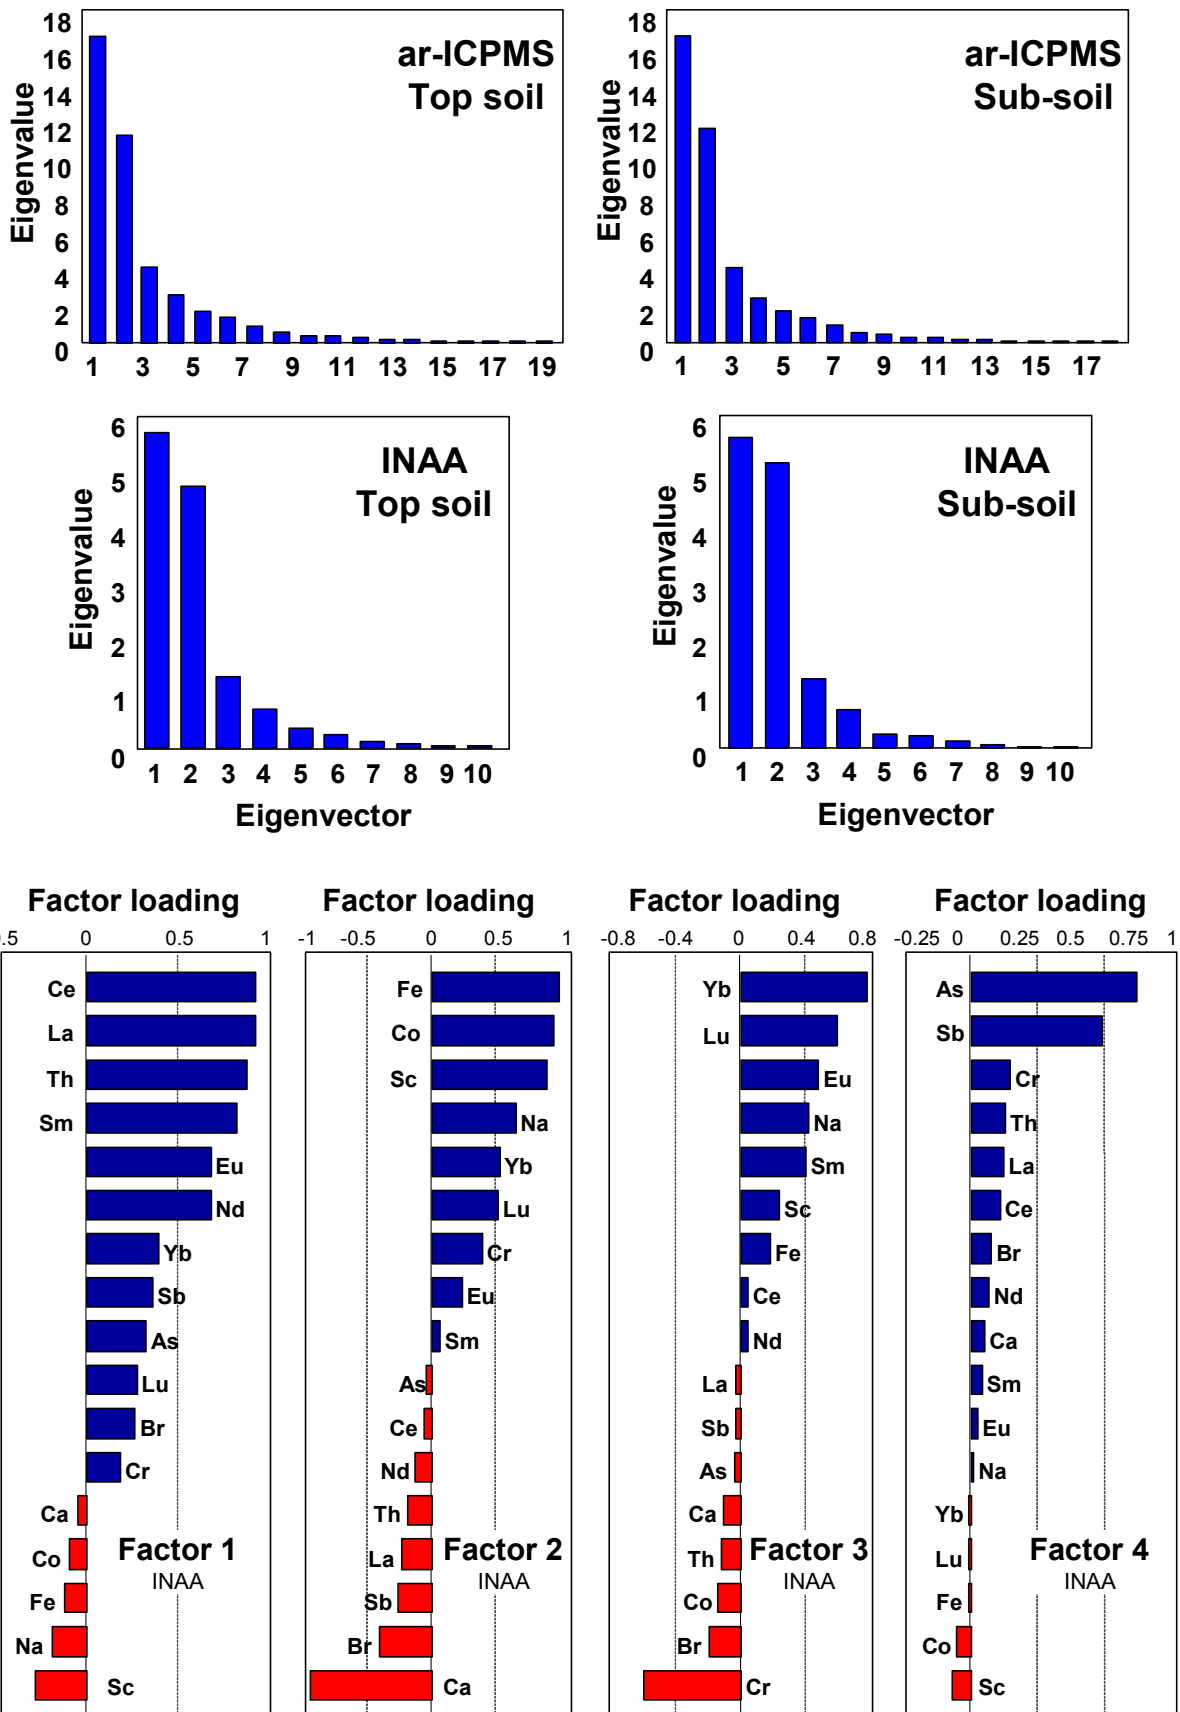 ar-ICPMS
Top soil
Eigenvalue
18
16
14
12
10
8
6
4
2
0
1 3 5 7 9 11 13 15 17 19
ar-ICPMS
Sub-soil
Eigenvalue
18
16
14
12
10
8
6
4
2
0
1 3 5 7 9 11 13 15 17
INAA
Top soil
Eigenvalue
6
5
4
3
2
1
0
1 2 3 4 5 6 7 8 9 10
Eigenvector
INAA
Sub-soil
Eigenvalue
6
5
4
3
2
1
0
1 2 3 4 5 6 7 8 9 10
Eigenvector
Factor loading
.5 0 0.5 1
Ce
La
Th
Sm
Eu
Nd
Yb
Sb
As
Lu
Br
Cr
Ca
Co
Fe
Na
Sc
Factor 1
INAA
Factor loading
-1 -0.5 0 0.5 1
Fe
Co
Sc
Na
Yb
Lu
Cr
Eu
Sm
As
Ce
Nd
Th
La
Sb
Br
Ca
Factor 2
INAA
Factor loading
-0.8 -0.4 0 0.4 0.8
Yb
Lu
Eu
Na
Sm
Sc
Fe
Ce
Nd
La
Sb
As
Ca
Th
Co
Br
Cr
Factor 3
INAA
Factor loading
-0.25 0 0.25 0.5 0.75 1
As
Sb
Cr
Th
La
Ce
Br
Nd
Ca
Sm
Eu
Na
Yb
Lu
Fe
Co
Sc
Factor 4
INAA